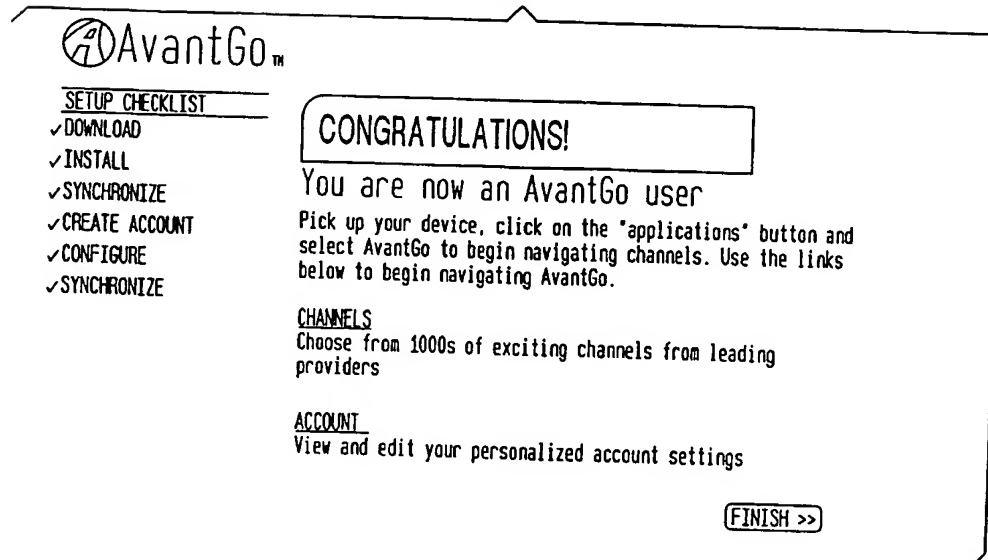 AvantGo™
SETUP CHECKLIST
✓DOWNLOAD
✓INSTALL
✓SYNCHRONIZE
✓CREATE ACCOUNT
✓CONFIGURE
✓SYNCHRONIZE
CONGRATULATIONS!
You are now an AvantGo user
Pick up your device, click on the "applications" button and
select AvantGo to begin navigating channels. Use the links
below to begin navigating AvantGo.
CHANNELS
Choose from 1000s of exciting channels from leading
providers
ACCOUNT
View and edit your personalized account settings
FINISH >>